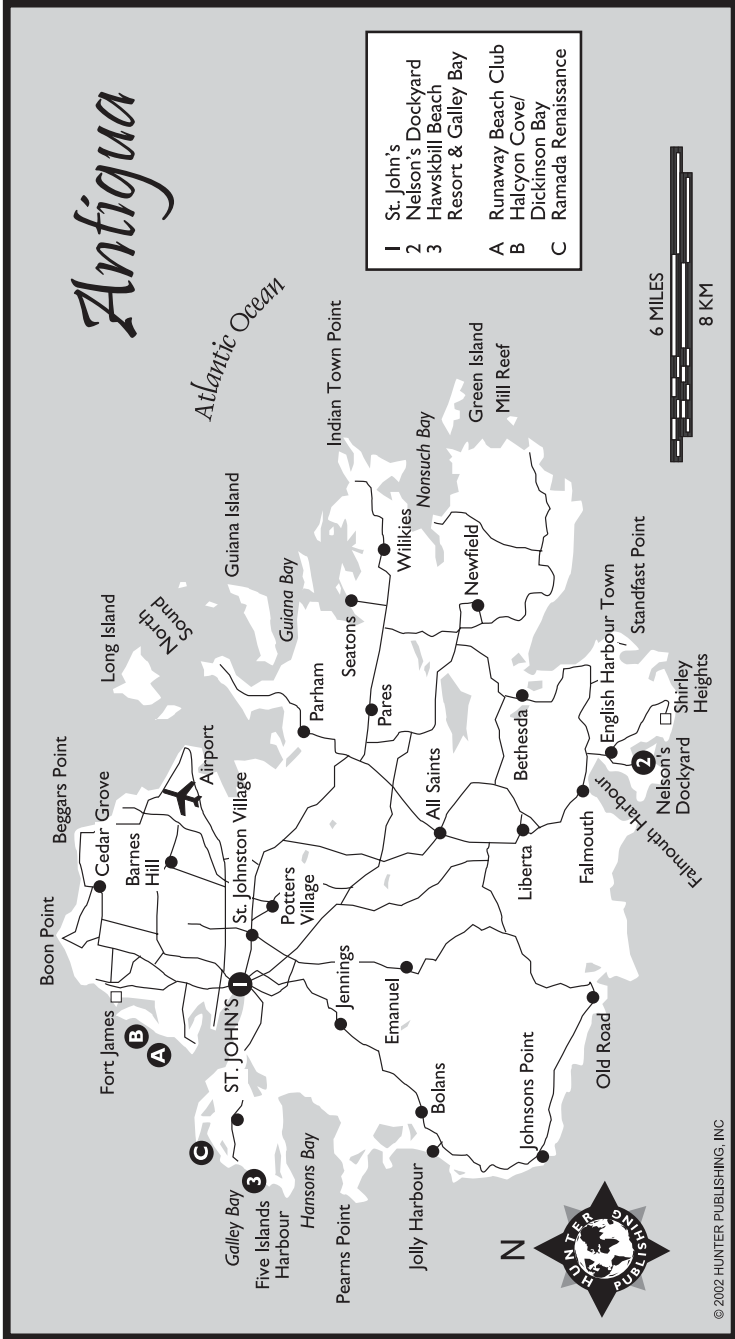 Antigua
1 St. John's
2 Nelson's Dockyard
3 Hawskbill Beach
Resort & Galley Bay
A Runaway Beach Club
B Halcyon Cove/
Dickinson Bay
C Ramada Renaissance
Atlantic Ocean
Boon Point
Beggars Point
Long Island
North
Sound
Guiana Island
Guiana Bay
Indian Town Point
Nonsuch Bay
Green Island
Mill Reef
Fort James
Cedar Grove
Barnes
Hill
Airport
B
A
C
3
1
ST. JOHN'S
St. Johnston Village
Potters
Village
Parham
Seatons
Pares
Wilikies
Newfield
Galley Bay
Five Islands
Harbour
Hansons Bay
Pearns Point
Jolly Harbour
Jennings
Emanuel
Bolans
All Saints
Johnsons Point
Old Road
Liberta
Bethesda
Falmouth
Falmouth Harbour
English Harbour Town
2
Nelson's
Dockyard
Shirley
Heights
Standfast Point
6 MILES
8 KM
N
HUNTER
PUBLISHING
© 2002 HUNTER PUBLISHING, INC